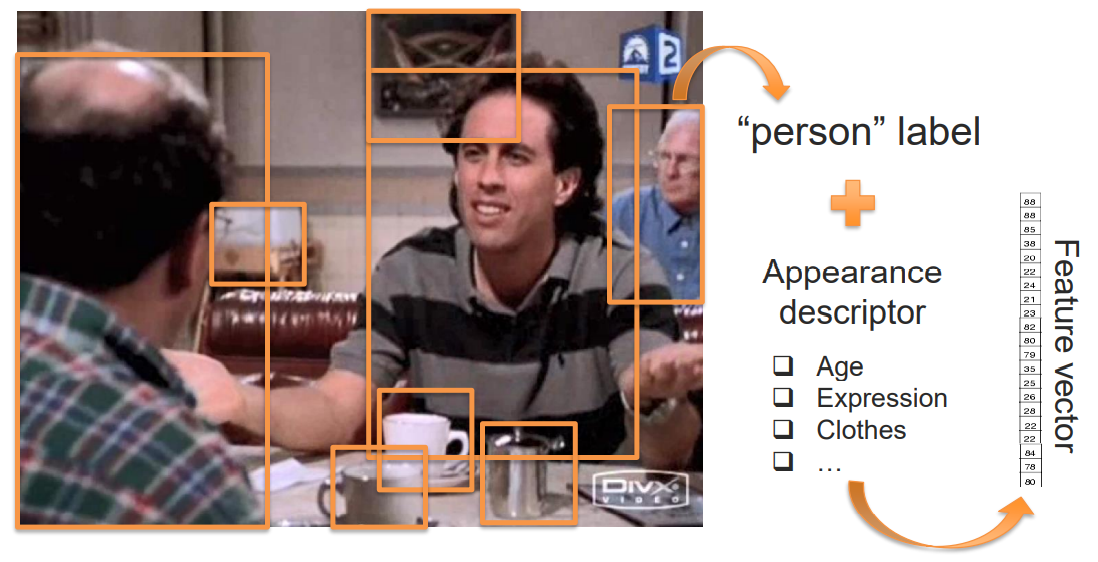 2
"person" label
Appearance
descriptor
❑ Age
❑ Expression
❑ Clothes
❑ ...
88
88
85
38
20
22
24
21
23
82
80
79
35
25
26
28
22
22
84
78
80
Feature vector
DIVX
VIDEO